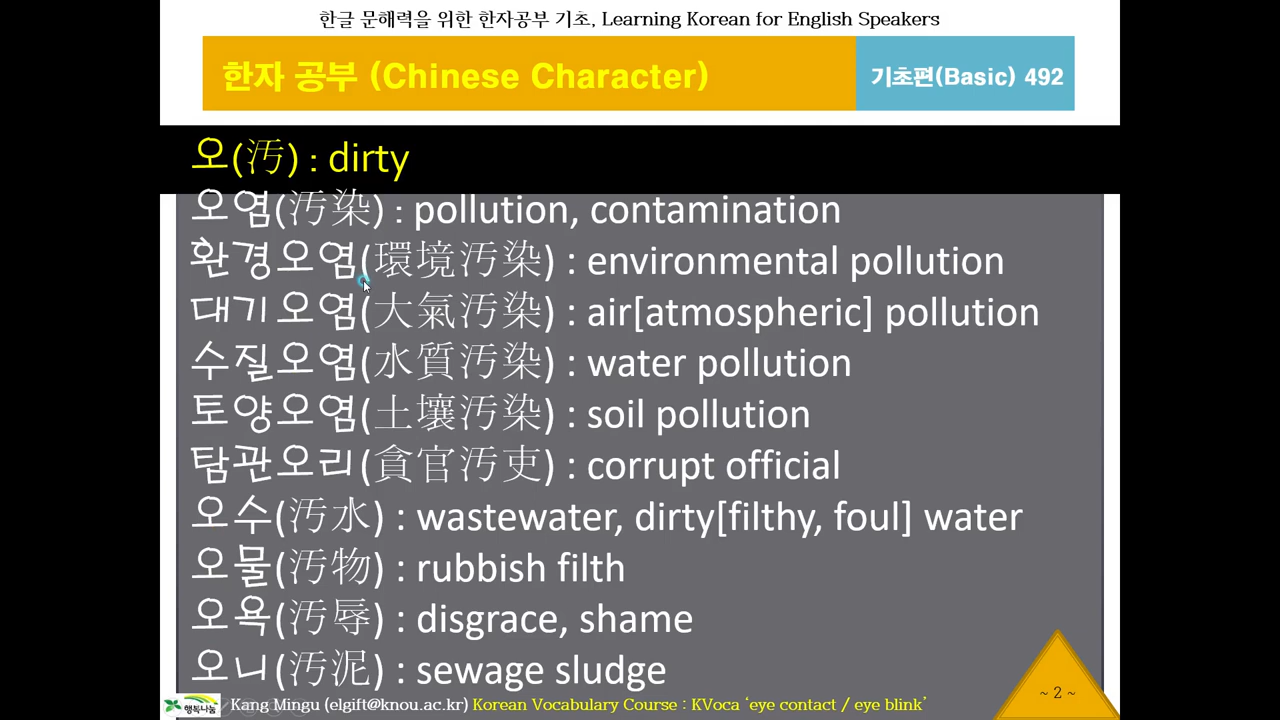 한글 문해력을 위한 한자공부 기초, Learning Korean for English Speakers
한자 공부 (Chinese Character)
기초편(Basic) 492
오(汚) : dirty
오염(汚染) : pollution, contamination
환경오염(環境汚染) : environmental pollution
대기오염(大氣汚染) : air[atmospheric] pollution
수질오염(水質汚染) : water pollution
토양오염(土壤汚染) : soil pollution
탐관오리(貪官汚吏) : corrupt official
오수(汚水) : wastewater, dirty[filthy, foul] water
오물(汚物) : rubbish filth
오욕(汚辱) : disgrace, shame
오니(汚泥) : sewage sludge
~ 2 ~
행복나눔
Kang Mingu (elgift@knou.ac.kr) Korean Vocabulary Course : KVoca ‘eye contact / eye blink’